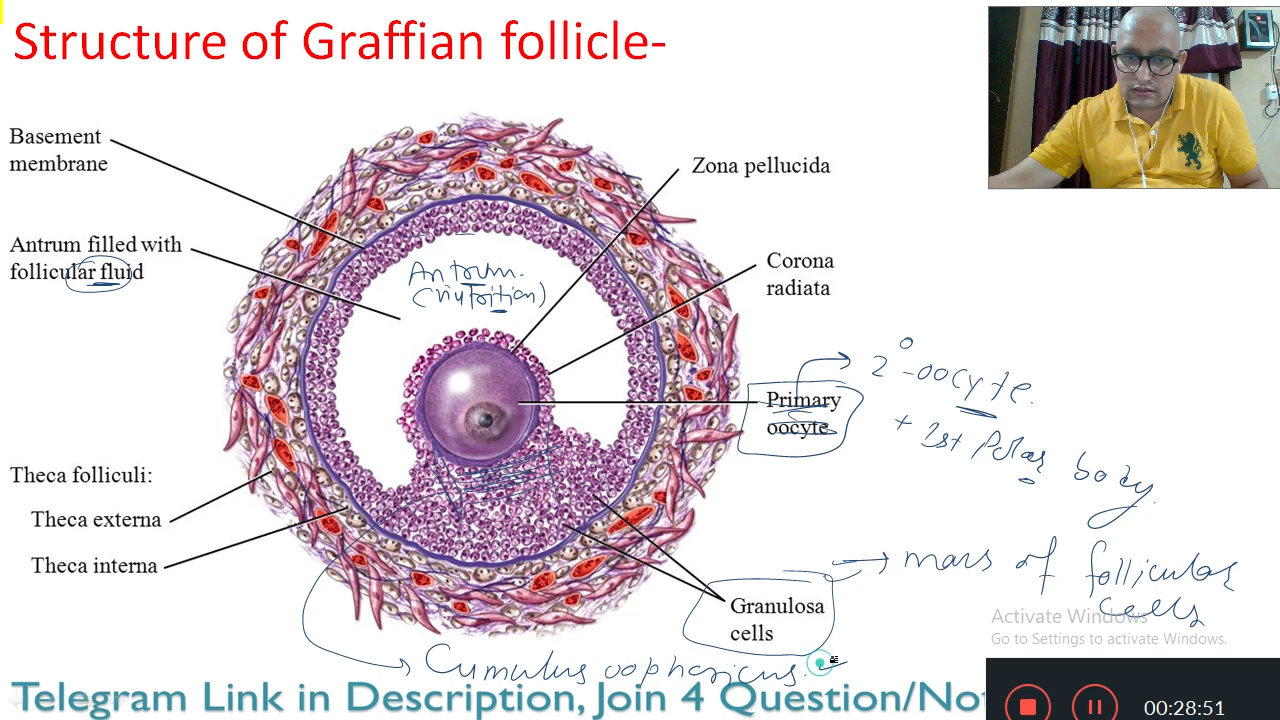 Structure of Graffian follicle-
Basement
membrane
Zona pellucida
Antrum filled with
follicular fluid
Antrum.
(nutrition)
Corona
radiata
2° -oocyte.
Primary
oocyte
+ 1st Polar body.
Theca folliculi:
Theca externa
Theca interna
→ mass of follicular
cells
Granulosa
cells
Activate Windows
Go to Settings to activate Windows.
→ Cumulus oophoricus.
Telegram Link in Description, Join 4 Question/Not
00:28:51